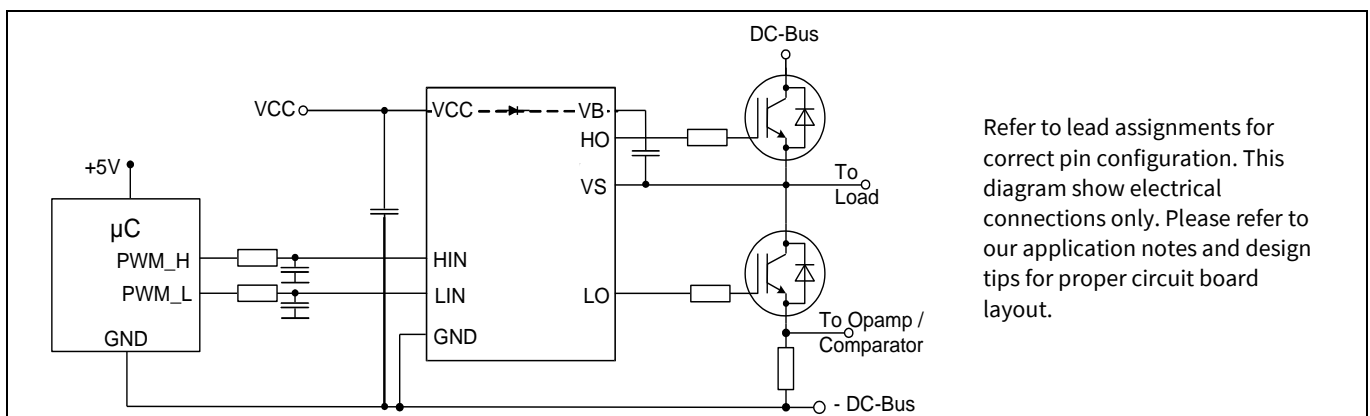 DC-Bus
VCC
VCC
VB
HO
+5V
To
Load
VS
µC
PWM_H
HIN
PWM_L
LIN
LO
GND
GND
To Opamp /
Comparator
- DC-Bus
Refer to lead assignments for
correct pin configuration. This
diagram show electrical
connections only. Please refer to
our application notes and design
tips for proper circuit board
layout.